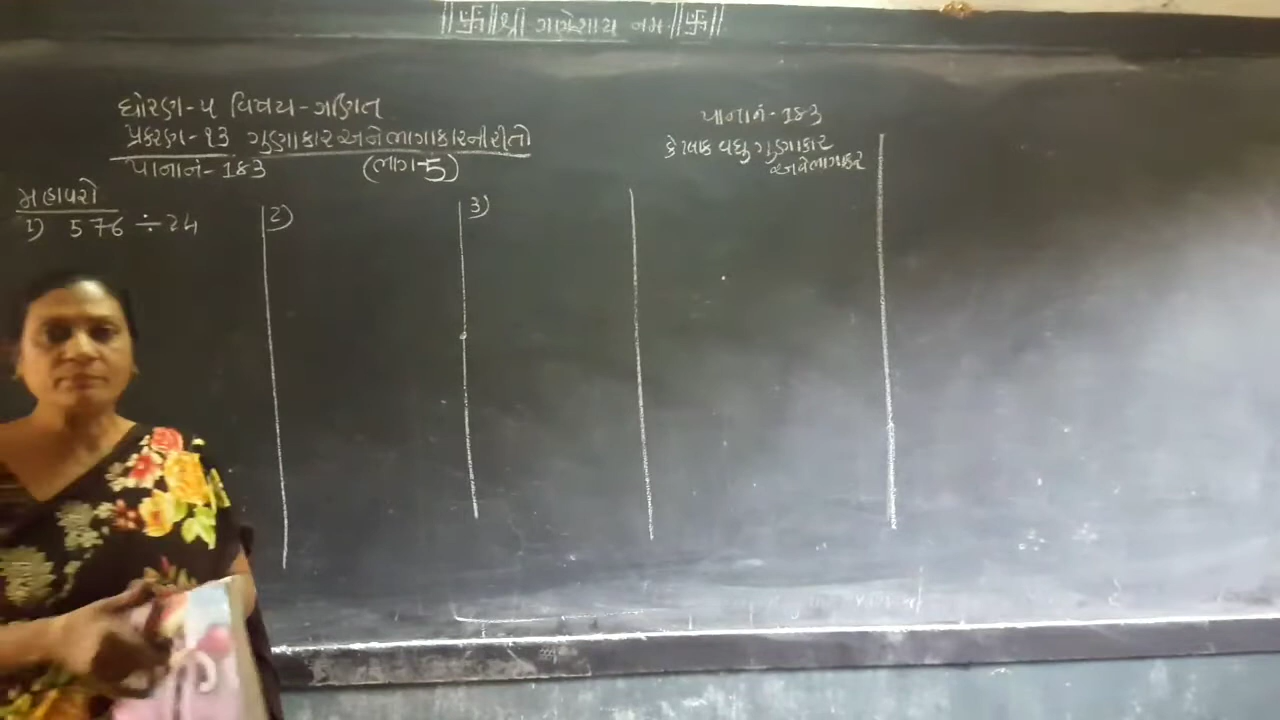 ||卐||શ્રી ગણેશાય નમ:||卐||
ધોરણ-૫ વિષય-ગણિત
પ્રકરણ-૧૩ ગુણાકાર અને ભાગાકારની રીતો
પાના નં-183 (ભાગ-5)
મહાવરો
1) 576 ÷ 24
2)
3)
પાના નં-183
કેટલાક વધુ ગુણાકાર
અને ભાગાકાર